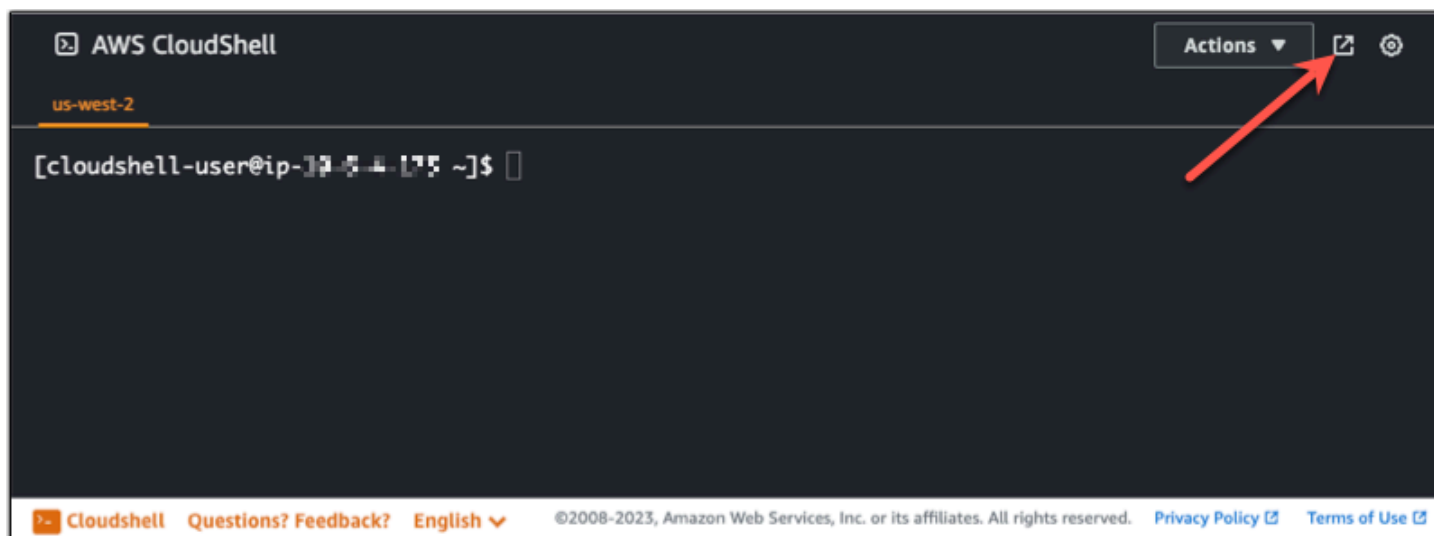 AWS CloudShell
Actions
us-west-2
[cloudshell-user@ip- ~]$
Cloudshell Questions? Feedback? English ©2008-2023, Amazon Web Services, Inc. or its affiliates. All rights reserved. Privacy Policy Terms of Use